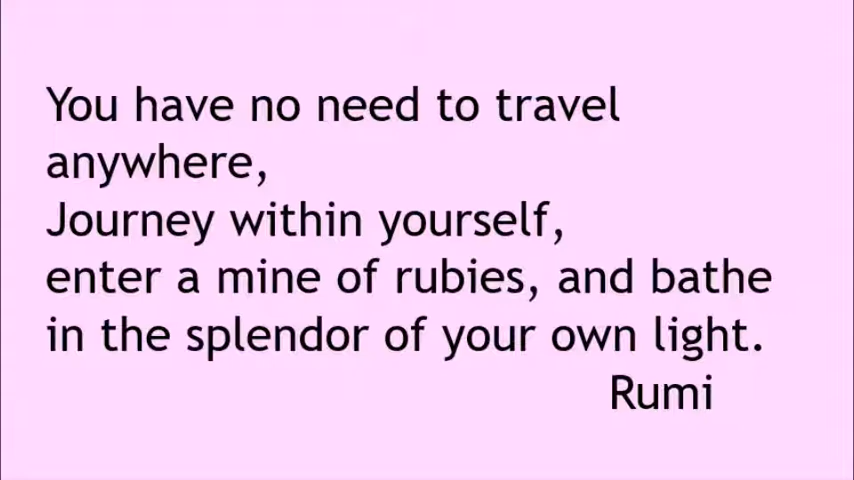 You have no need to travel
anywhere,
Journey within yourself,
enter a mine of rubies, and bathe
in the splendor of your own light.
Rumi